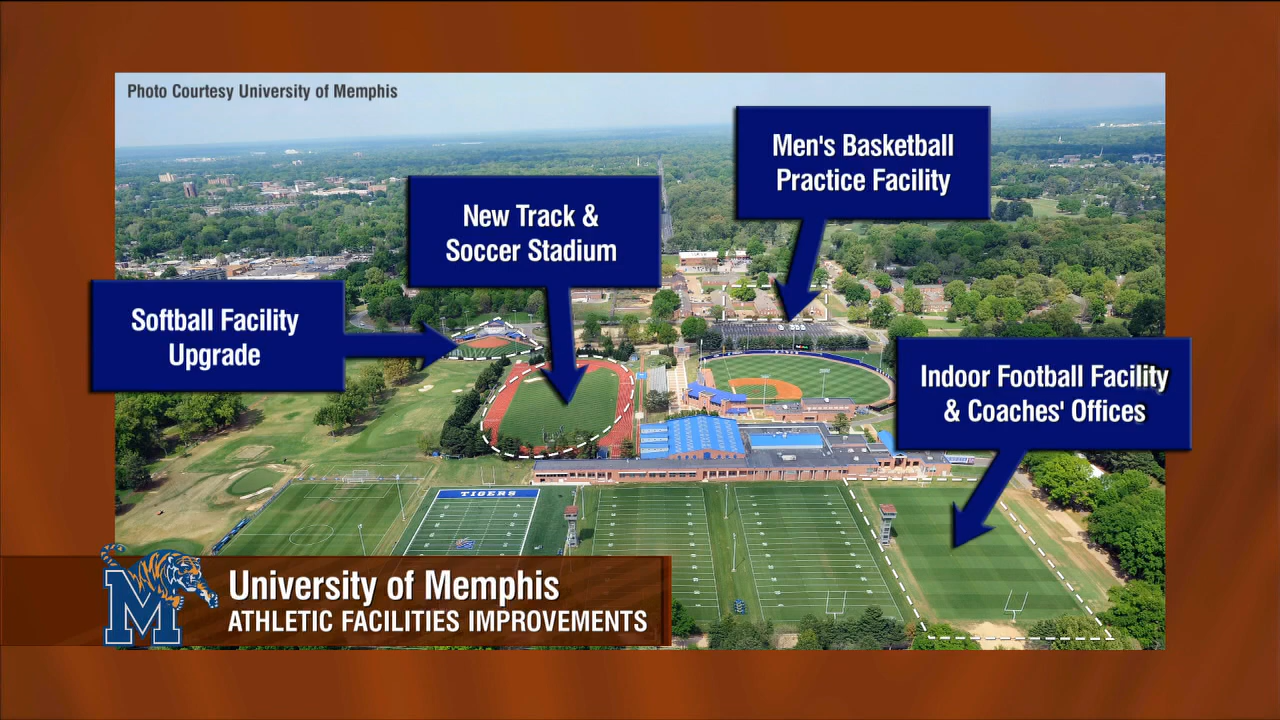 Photo Courtesy University of Memphis
Men's Basketball
Practice Facility
New Track &
Soccer Stadium
Softball Facility
Upgrade
Indoor Football Facility
& Coaches' Offices
TIGERS
M
University of Memphis
ATHLETIC FACILITIES IMPROVEMENTS